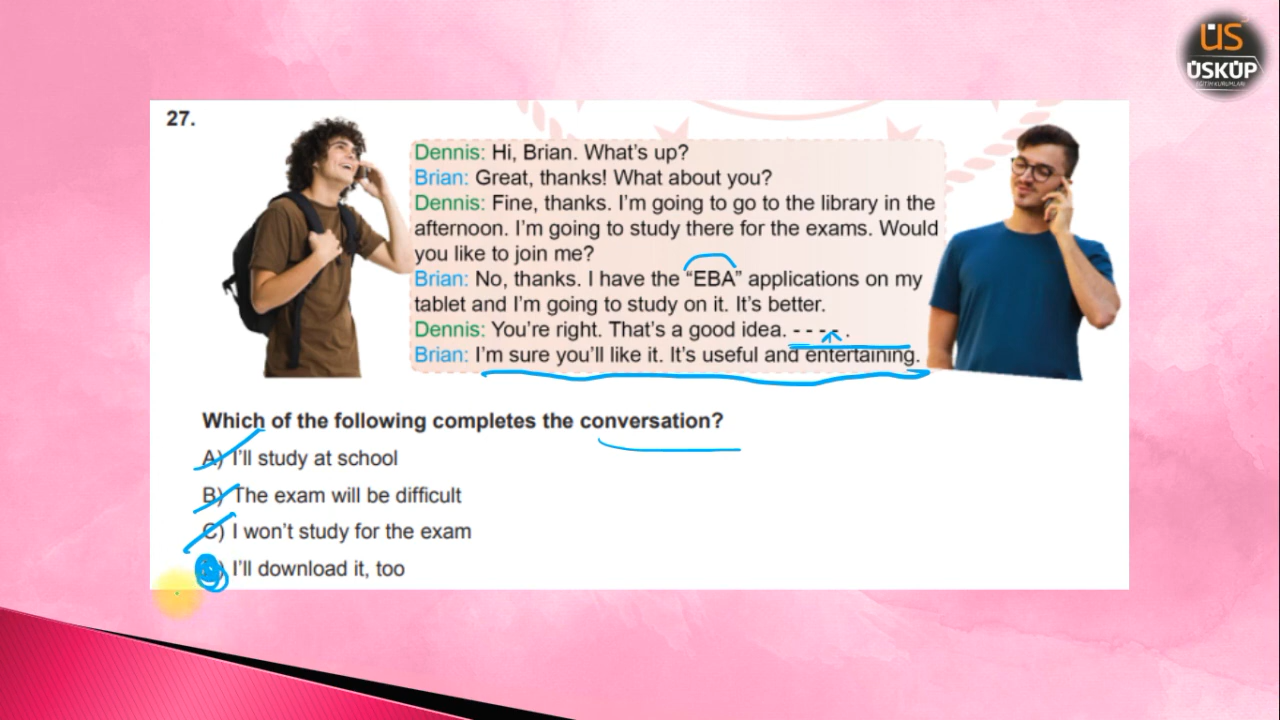 üs
ÜSKÜP
EĞİTİM KURUMLARI
27.
Dennis: Hi, Brian. What's up?
Brian: Great, thanks! What about you?
Dennis: Fine, thanks. I'm going to go to the library in the
afternoon. I'm going to study there for the exams. Would
you like to join me?
Brian: No, thanks. I have the “EBA” applications on my
tablet and I'm going to study on it. It's better.
Dennis: You're right. That's a good idea. - - - - .
Brian: I'm sure you'll like it. It's useful and entertaining.
Which of the following completes the conversation?
A) I'll study at school
B) The exam will be difficult
C) I won't study for the exam
) I'll download it, too